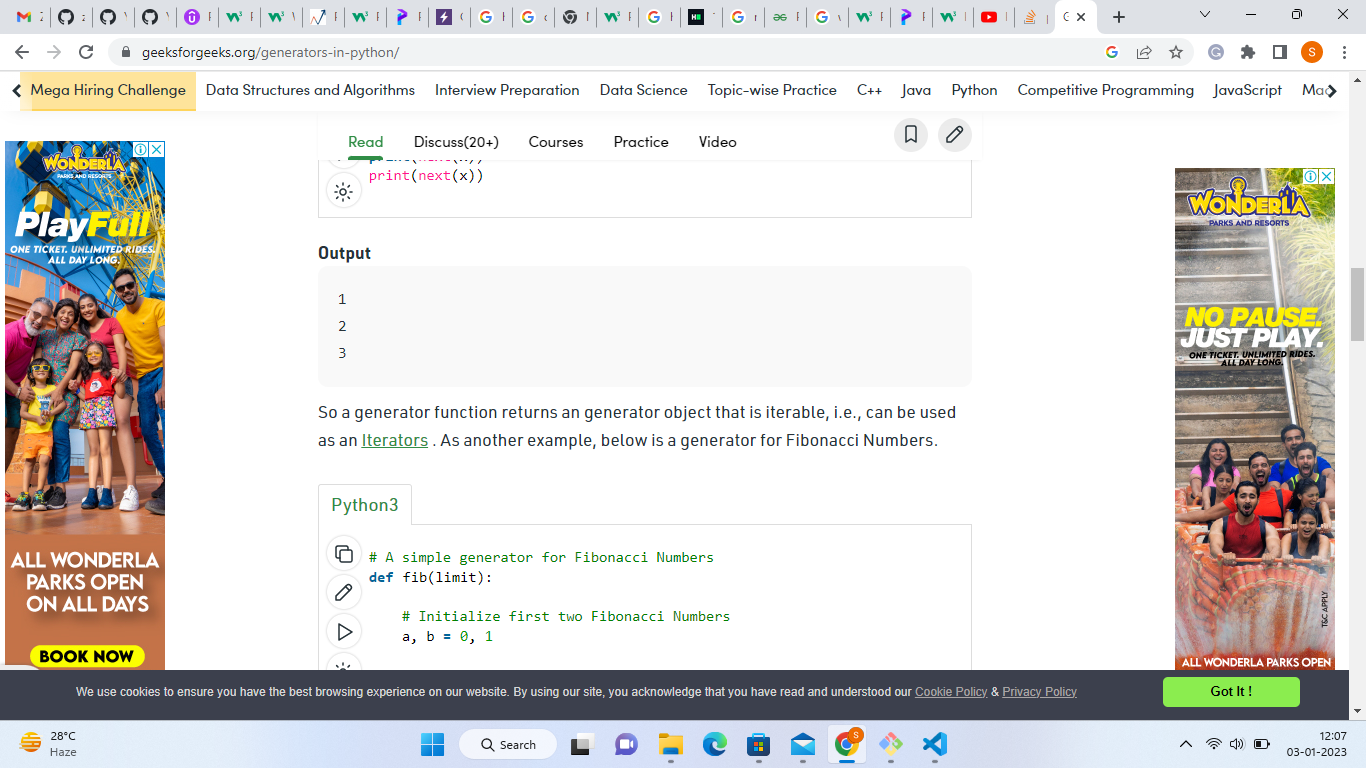 geeksforgeeks.org/generators-in-python/
S
Mega Hiring Challenge
Data Structures and Algorithms
Interview Preparation
Data Science
Topic-wise Practice
C++
Java
Python
Competitive Programming
JavaScript
Read
Discuss(20+)
Courses
Practice
Video
print(next(x))
print(next(x))
Output
1
2
3
So a generator function returns an generator object that is iterable, i.e., can be used
as an Iterators . As another example, below is a generator for Fibonacci Numbers.
Python3
# A simple generator for Fibonacci Numbers
def fib(limit):
# Initialize first two Fibonacci Numbers
a, b = 0, 1
WONDERLA
PARKS AND RESORTS
PlayFull
ONE TICKET. UNLIMITED RIDES.
ALL DAY LONG.
ALL WONDERLA
PARKS OPEN
ON ALL DAYS
BOOK NOW
WONDERLA
PARKS AND RESORTS
NO PAUSE.
JUST PLAY.
ONE TICKET. UNLIMITED RIDES.
ALL DAY LONG.
T&C APPLY
ALL WONDERLA PARKS OPEN
We use cookies to ensure you have the best browsing experience on our website. By using our site, you acknowledge that you have read and understood our Cookie Policy & Privacy Policy
Got It !
28°C
Haze
Search
S
12:07
03-01-2023